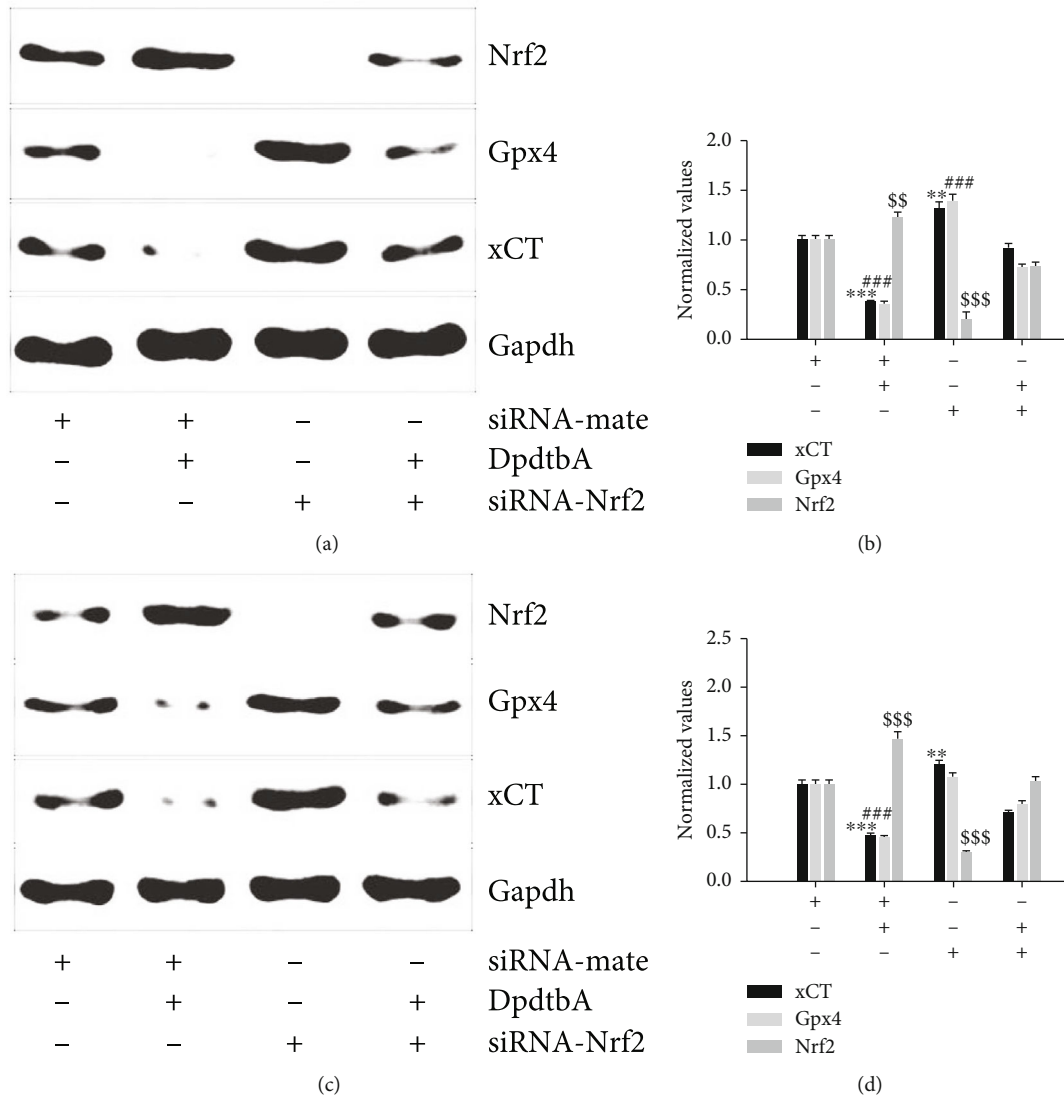 Nrf2
Gpx4
xCT
Gapdh
+ + – – siRNA-mate
– + – + DpdtbA
– – + + siRNA-Nrf2
(a)
2.0
1.5
1.0
0.5
0.0
Normalized values
*** ### $$
** ### $$$
+ + – –
– + – +
– – + +
xCT
Gpx4
Nrf2
(b)
Nrf2
Gpx4
xCT
Gapdh
+ + – – siRNA-mate
– + – + DpdtbA
– – + + siRNA-Nrf2
(c)
2.5
2.0
1.5
1.0
0.5
0.0
Normalized values
*** ### $$$
** $$$
+ + – –
– + – +
– – + +
xCT
Gpx4
Nrf2
(d)